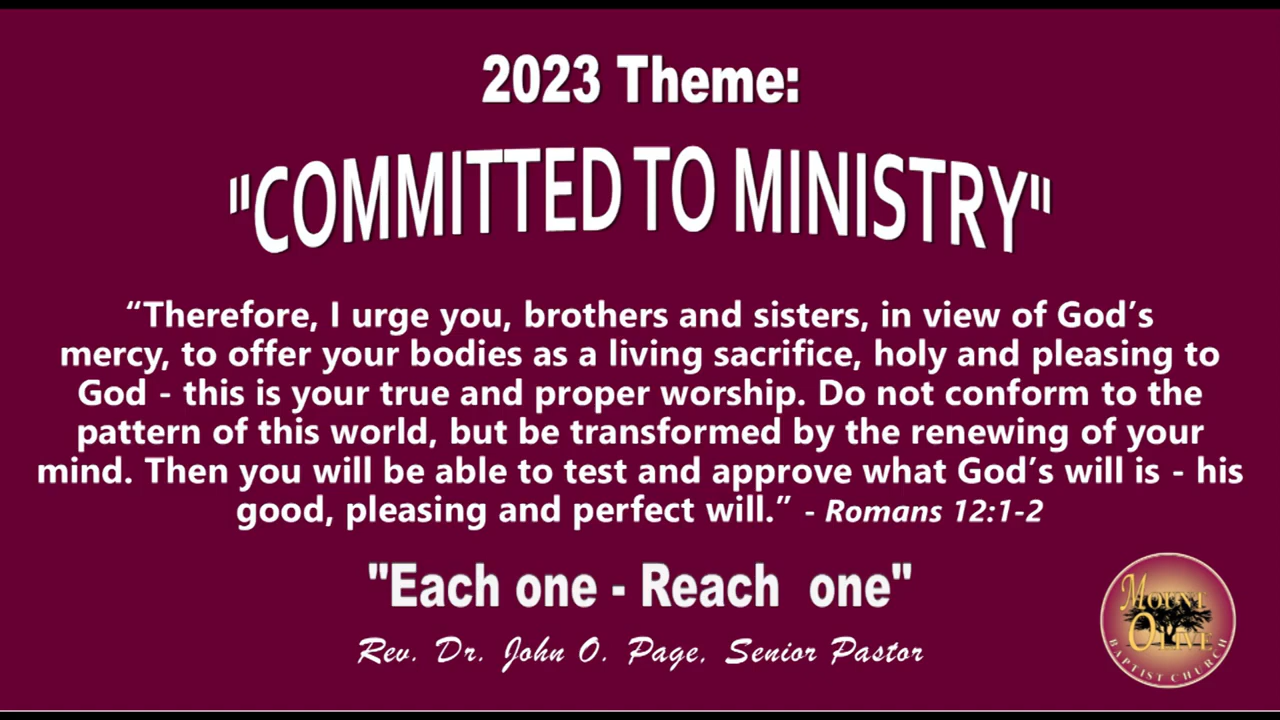 2023 Theme:
"COMMITTED TO MINISTRY"
“Therefore, I urge you, brothers and sisters, in view of God’s
mercy, to offer your bodies as a living sacrifice, holy and pleasing to
God - this is your true and proper worship. Do not conform to the
pattern of this world, but be transformed by the renewing of your
mind. Then you will be able to test and approve what God’s will is - his
good, pleasing and perfect will.” - Romans 12:1-2
"Each one - Reach  one"
Rev. Dr. John O. Page, Senior Pastor
MOUNT
OLIVE
BAPTIST CHURCH